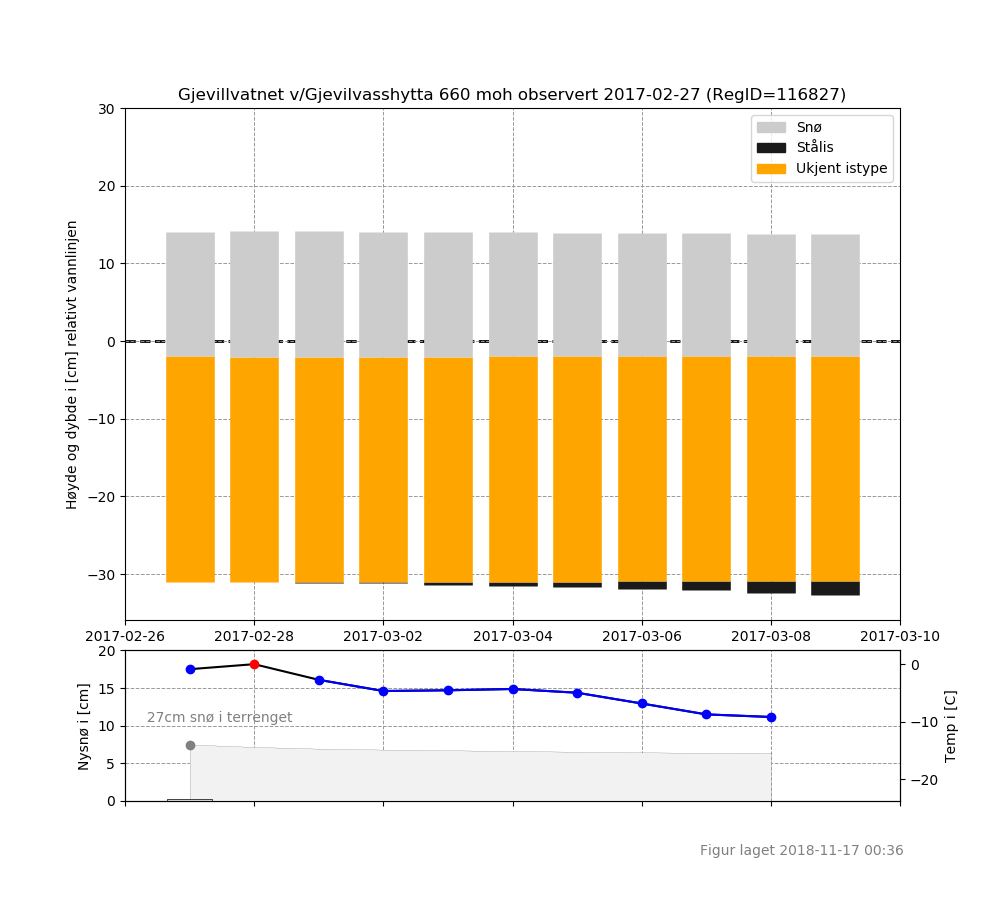 Gjevillvatnet v/Gjevilvasshytta 660 moh observert 2017-02-27 (RegID=116827)
30
20
10
0
−10
−20
−30
Høyde og dybde i [cm] relativt vannlinjen
Snø
Stålis
Ukjent istype
2017-02-26 2017-02-28 2017-03-02 2017-03-04 2017-03-06 2017-03-08 2017-03-10
20
15
10
5
0
Nysnø i [cm]
27cm snø i terrenget
0
−10
−20
Temp i [C]
Figur laget 2018-11-17 00:36